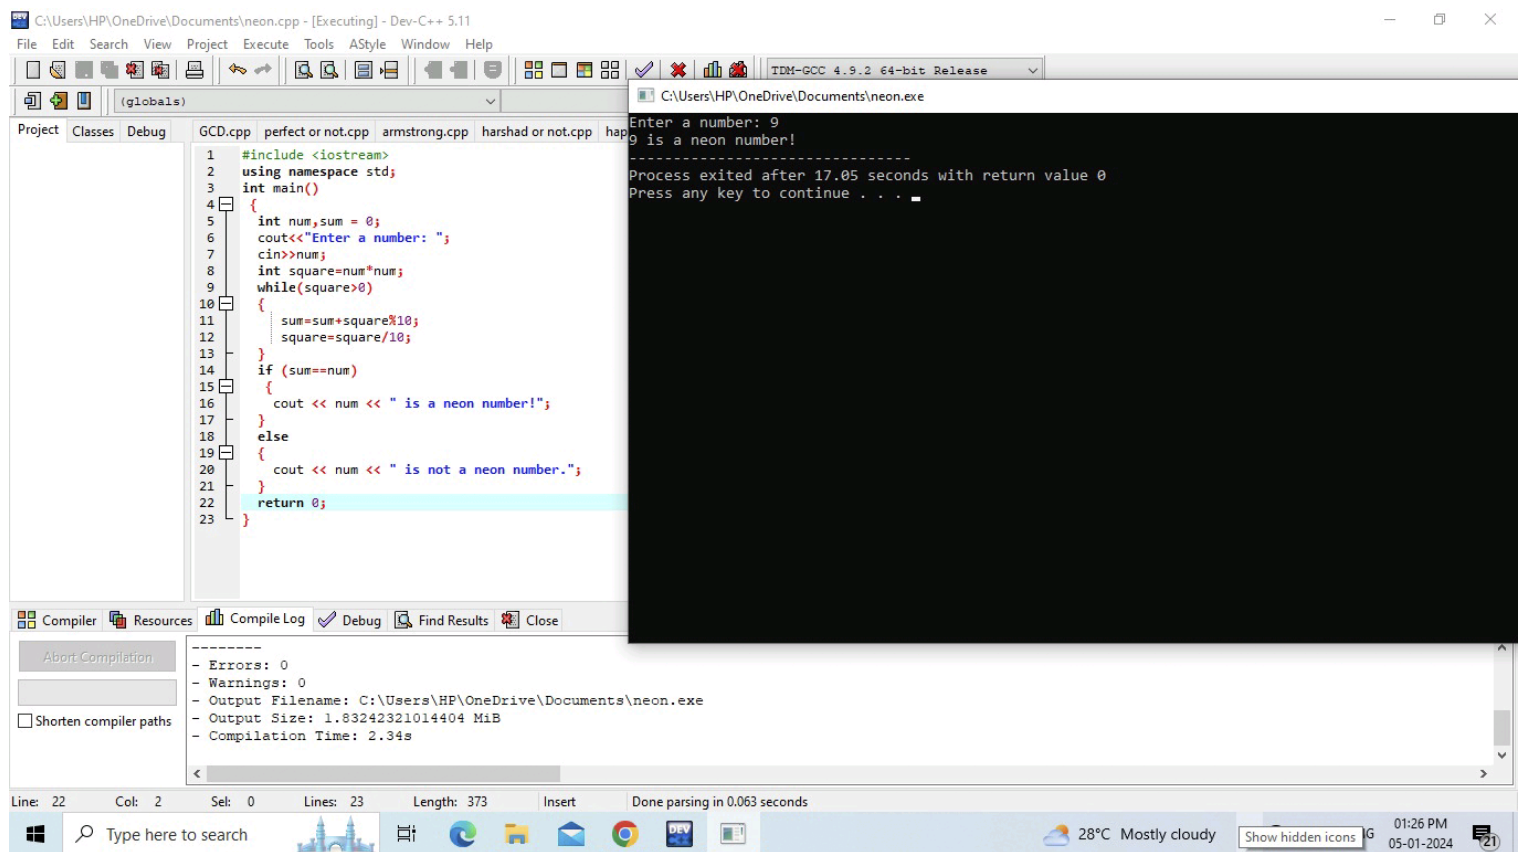 C:\Users\HP\OneDrive\Documents\neon.cpp - [Executing] - Dev-C++ 5.11
File Edit Search View Project Execute Tools AStyle Window Help
TDM-GCC 4.9.2 64-bit Release
(globals)
Project Classes Debug
GCD.cpp perfect or not.cpp armstrong.cpp harshad or not.cpp hap
1 #include <iostream>
2 using namespace std;
3 int main()
4 {
5 int num,sum = 0;
6 cout<<"Enter a number: ";
7 cin>>num;
8 int square=num*num;
9 while(square>0)
10 {
11 sum=sum+square%10;
12 square=square/10;
13 }
14 if (sum==num)
15 {
16 cout << num << " is a neon number!";
17 }
18 else
19 {
20 cout << num << " is not a neon number.";
21 }
22 return 0;
23 }
C:\Users\HP\OneDrive\Documents\neon.exe
Enter a number: 9
9 is a neon number!
--------------------------------
Process exited after 17.05 seconds with return value 0
Press any key to continue . . .
Compiler Resources Compile Log Debug Find Results Close
Abort Compilation
Shorten compiler paths
--------
- Errors: 0
- Warnings: 0
- Output Filename: C:\Users\HP\OneDrive\Documents\neon.exe
- Output Size: 1.83242321014404 MiB
- Compilation Time: 2.34s
Line: 22 Col: 2 Sel: 0 Lines: 23 Length: 373 Insert Done parsing in 0.063 seconds
Type here to search
DEV
28°C Mostly cloudy
Show hidden icons
G
01:26 PM
05-01-2024
21